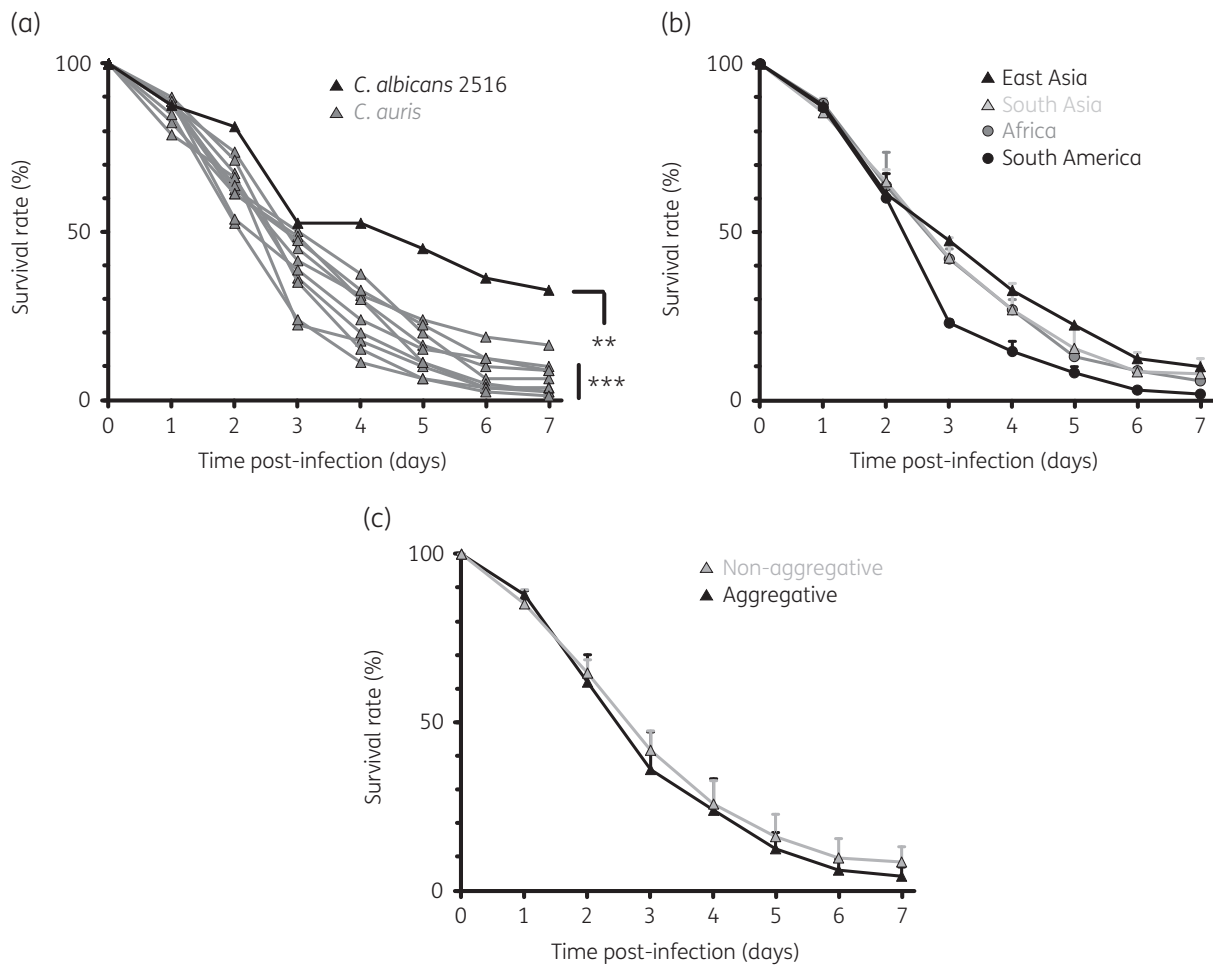 (a)
100
50
0
Survival rate (%)
C. albicans 2516
C. auris
**
***
0 1 2 3 4 5 6 7
Time post-infection (days)
(b)
100
50
0
Survival rate (%)
East Asia
South Asia
Africa
South America
0 1 2 3 4 5 6 7
Time post-infection (days)
(c)
100
50
0
Survival rate (%)
Non-aggregative
Aggregative
0 1 2 3 4 5 6 7
Time post-infection (days)